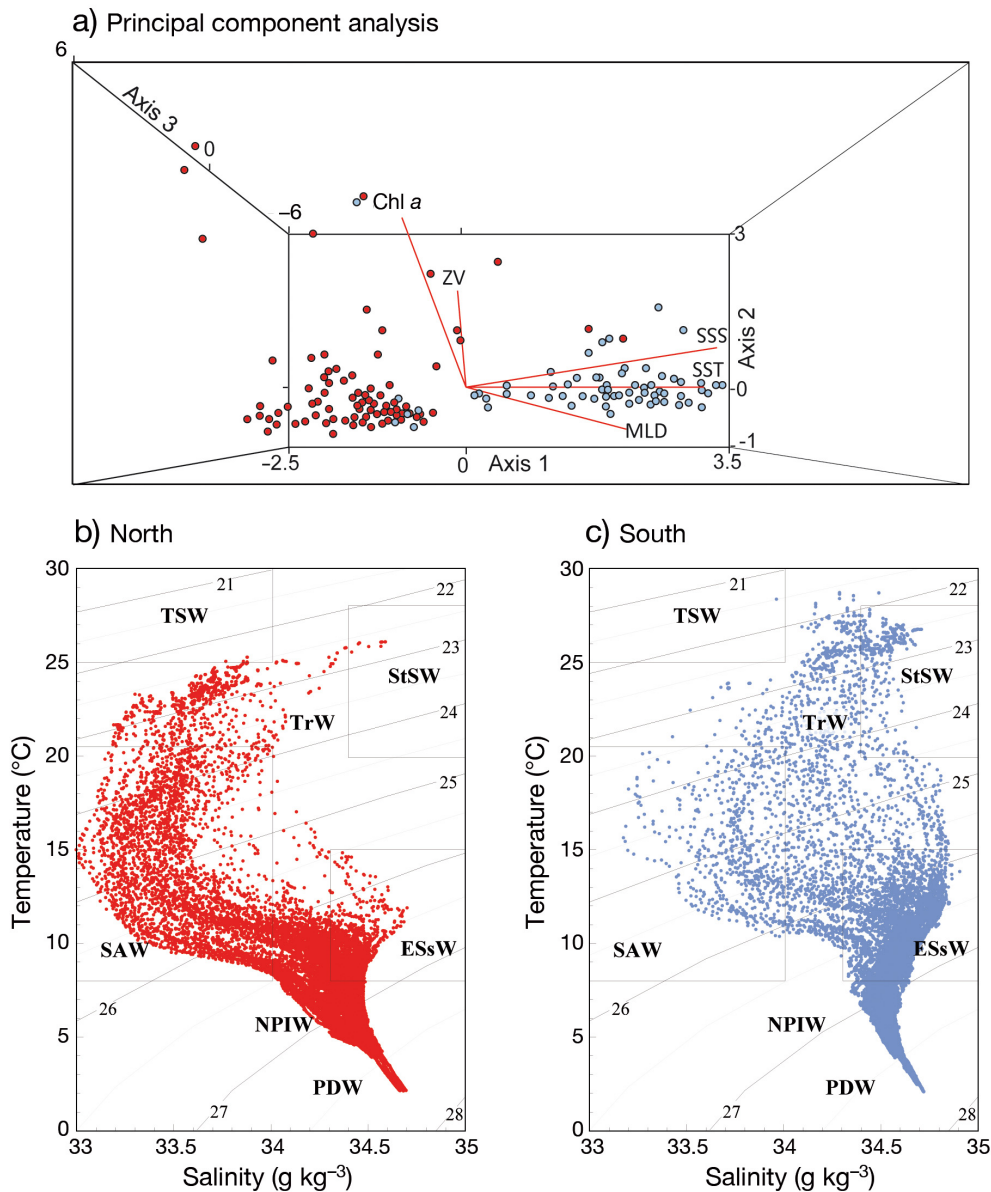 a) Principal component analysis
6
Axis 3
0
−6
Chl a
3
ZV
SSS
Axis 2
SST
0
MLD
-1
−2.5
0
Axis 1
3.5
b) North
c) South
30
25
20
15
10
5
0
Temperature (°C)
21
22
TSW
23
StSW
TrW
24
25
SAW
ESsW
26
NPIW
PDW
27
28
33
33.5
34
34.5
35
Salinity (g kg−3)
30
25
20
15
10
5
0
Temperature (°C)
21
22
TSW
23
StSW
TrW
24
25
SAW
ESsW
26
NPIW
PDW
27
28
33
33.5
34
34.5
35
Salinity (g kg−3)